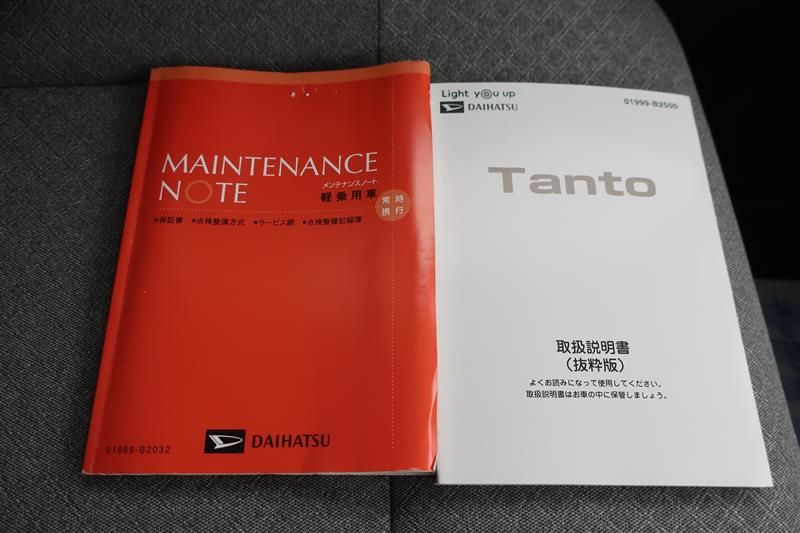 MAINTENANCE
NOTE
メンテナンスノート
軽乗用車
常時
携行
●保証書 ●点検整備方式 ●サービス網 ●点検整備記録簿
01989-B2032
DAIHATSU
Light you up
DAIHATSU
01999-B2500
Tanto
取扱説明書
（抜粋版）
よくお読みになって使用してください。
取扱説明書はお車の中に保管しましょう。